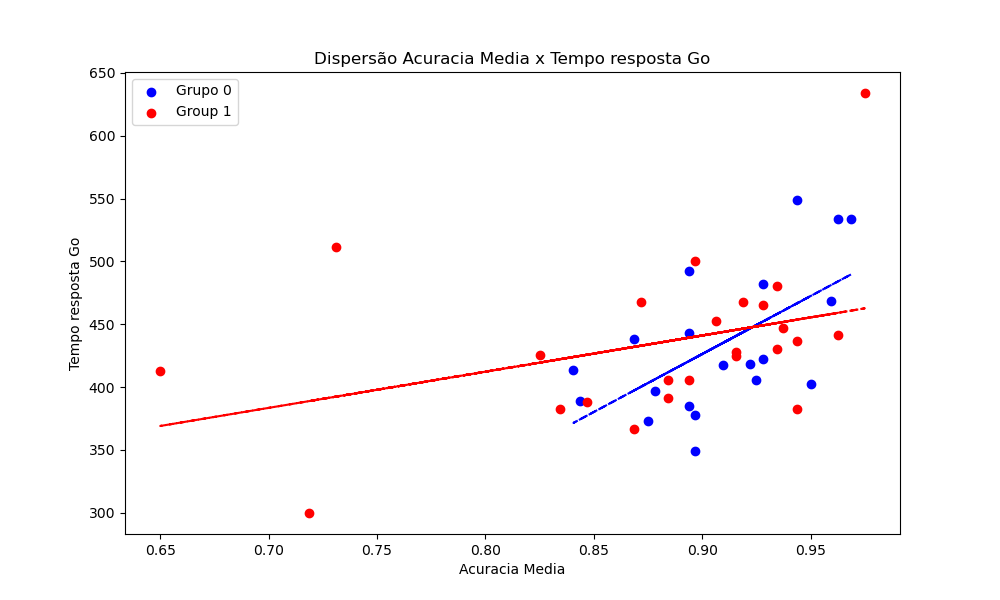 Dispersão Acuracia Media x Tempo resposta Go
Grupo 0
Group 1
Tempo resposta Go
650
600
550
500
450
400
350
300
0.65 0.70 0.75 0.80 0.85 0.90 0.95
Acuracia Media